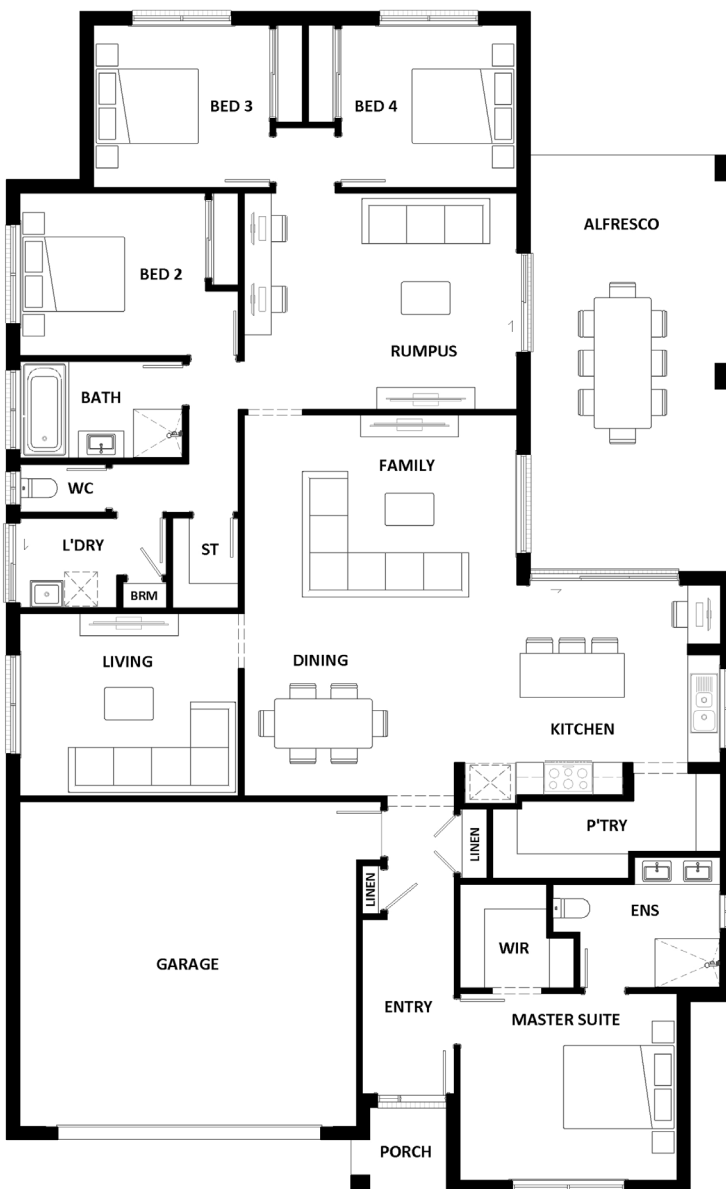 BED 3
BED 4
ALFRESCO
BED 2
RUMPUS
BATH
FAMILY
WC
L'DRY
ST
BRM
LIVING
DINING
KITCHEN
P'TRY
LINEN
LINEN
ENS
WIR
GARAGE
ENTRY
MASTER SUITE
PORCH